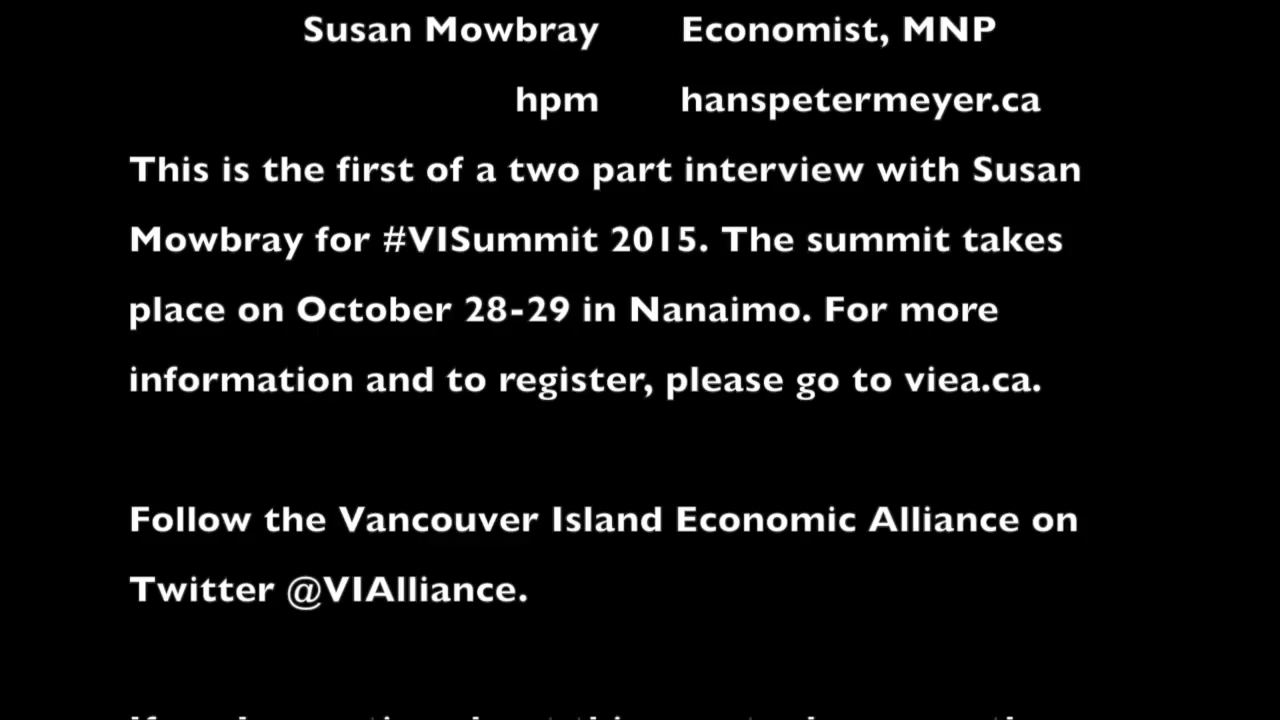 Susan Mowbray Economist, MNP
hpm hanspetermeyer.ca
This is the first of a two part interview with Susan
Mowbray for #VISummit 2015. The summit takes
place on October 28-29 in Nanaimo. For more
information and to register, please go to viea.ca.
Follow the Vancouver Island Economic Alliance on
Twitter @VIAlliance.